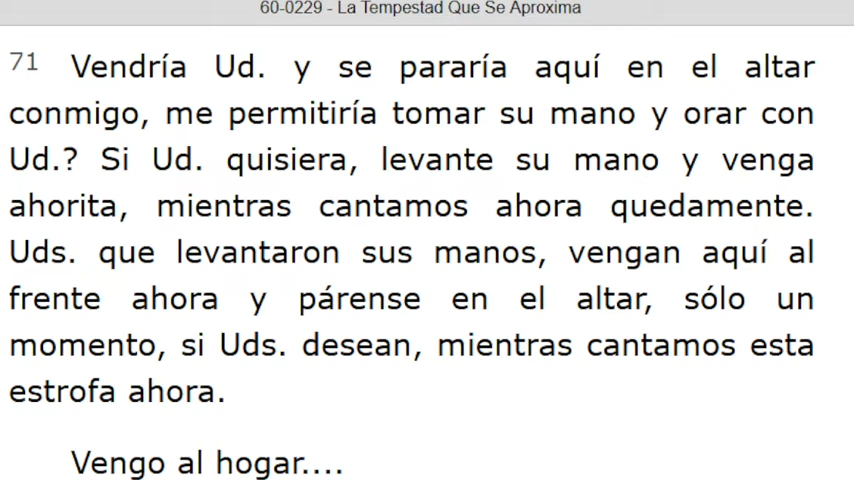 60-0229 - La Tempestad Que Se Aproxima
71 Vendría Ud. y se pararía aquí en el altar
conmigo, me permitiría tomar su mano y orar con
Ud.? Si Ud. quisiera, levante su mano y venga
ahorita, mientras cantamos ahora quedamente.
Uds. que levantaron sus manos, vengan aquí al
frente ahora y párense en el altar, sólo un
momento, si Uds. desean, mientras cantamos esta
estrofa ahora.
Vengo al hogar....